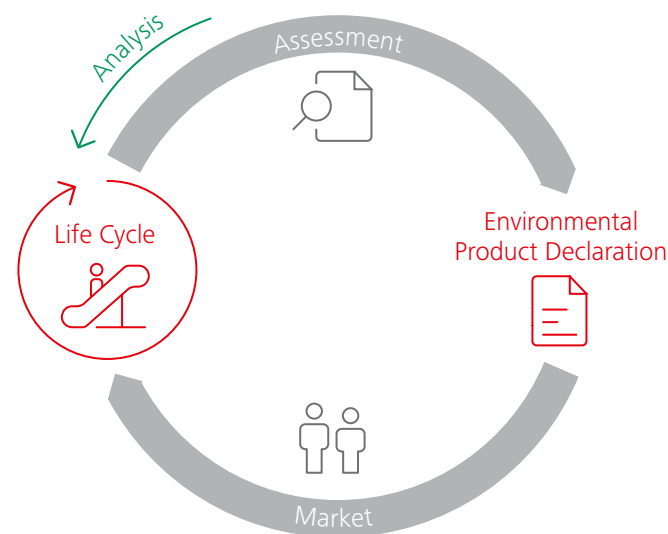 Analysis
Assessment
Life Cycle
Environmental
Product Declaration
Market